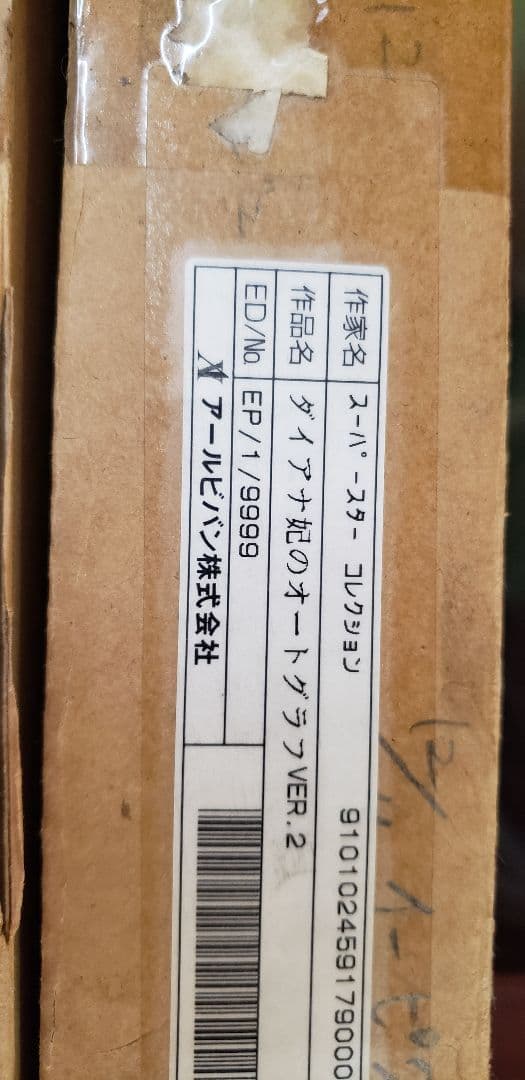 作家名 スーパースター コレクション 910102459179000
作品名 ダイアナ妃のオートグラフVER.2
ED/No. EP/1/9999
アールビバン株式会社
12